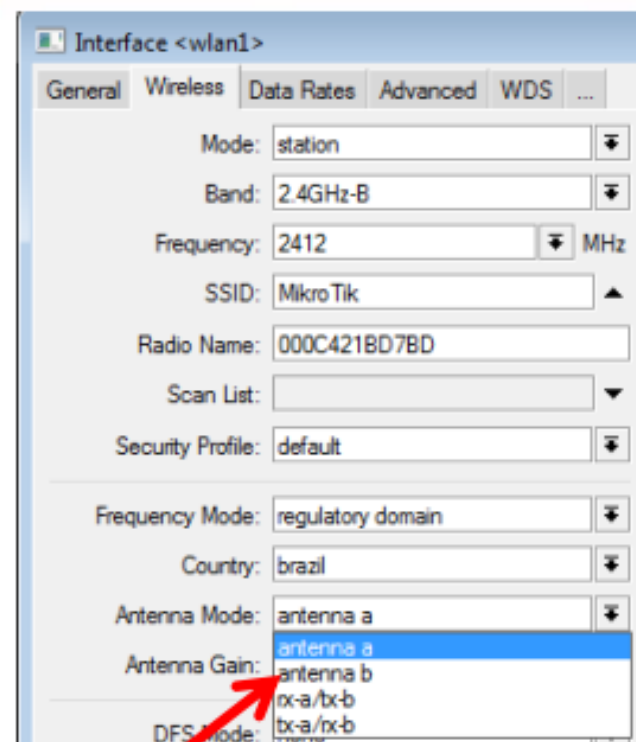 Interface <wlan1>
General Wireless Data Rates Advanced WDS ...
Mode: station
Band: 2.4GHz-B
Frequency: 2412 MHz
SSID: MikroTik
Radio Name: 000C421BD7BD
Scan List:
Security Profile: default
Frequency Mode: regulatory domain
Country: brazil
Antenna Mode: antenna a
antenna a
Antenna Gain: antenna b
rx-a/tx-b
DFS Mode: tx-a/rx-b